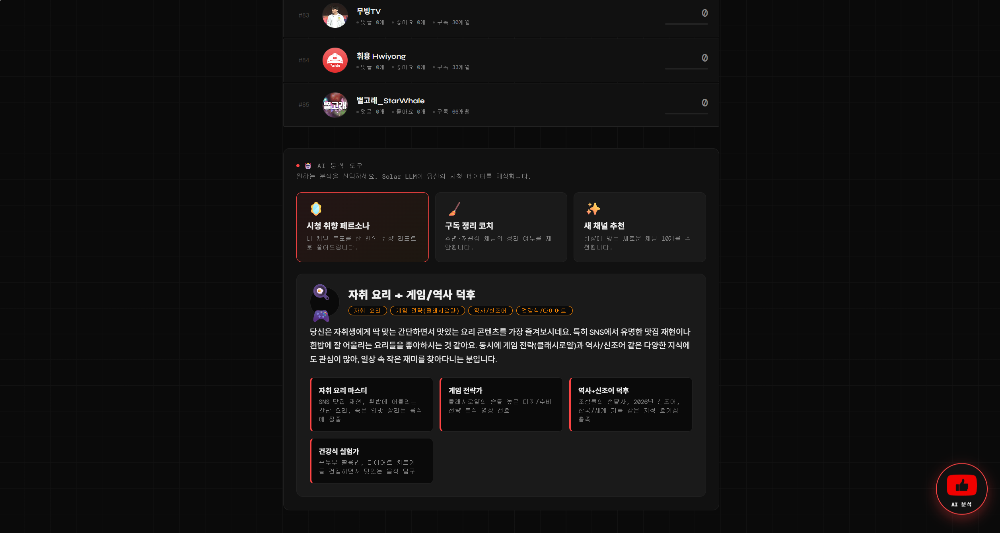 #83
무빙TV
댓글 0개 좋아요 0개 구독 30개월
0
#84
YouTube
휘용 Hwiyong
댓글 0개 좋아요 0개 구독 33개월
0
#85
별고래
별고래_StarWhale
댓글 0개 좋아요 0개 구독 66개월
0
AI 분석 도구
원하는 분석을 선택하세요. Solar LLM이 당신의 시청 데이터를 해석합니다.
시청 취향 페르소나
내 채널 분포를 한 편의 취향 리포트
로 풀어드립니다.
구독 정리 코치
휴면·저관심 채널의 정리 여부를 제
안합니다.
새 채널 추천
취향에 맞는 새로운 채널 10개를 추
천합니다.
자취 요리 + 게임/역사 덕후
자취 요리
게임 전략(클래시로얄)
역사/신조어
건강식/다이어트
당신은 자취생에게 딱 맞는 간단하면서 맛있는 요리 콘텐츠를 가장 즐겨보시네요. 특히 SNS에서 유명한 맛집 재현이나
흰밥에 잘 어울리는 요리들을 좋아하시는 것 같아요. 동시에 게임 전략(클래시로얄)과 역사/신조어 같은 다양한 지식에
도 관심이 많아, 일상 속 작은 재미를 찾아다니는 분입니다.
자취 요리 마스터
SNS 맛집 재현, 흰밥에 어울리는
간단 요리, 죽은 입맛 살리는 음식
에 집중
게임 전략가
클래시로얄의 승률 높은 미끼/수비
전략 분석 영상 선호
역사+신조어 덕후
조상들의 생활사, 2026년 신조어,
한국/세계 기록 같은 지적 호기심
충족
건강식 실험가
순두부 활용법, 다이어트 치트키
등 건강하면서 맛있는 음식 탐구
AI 분석